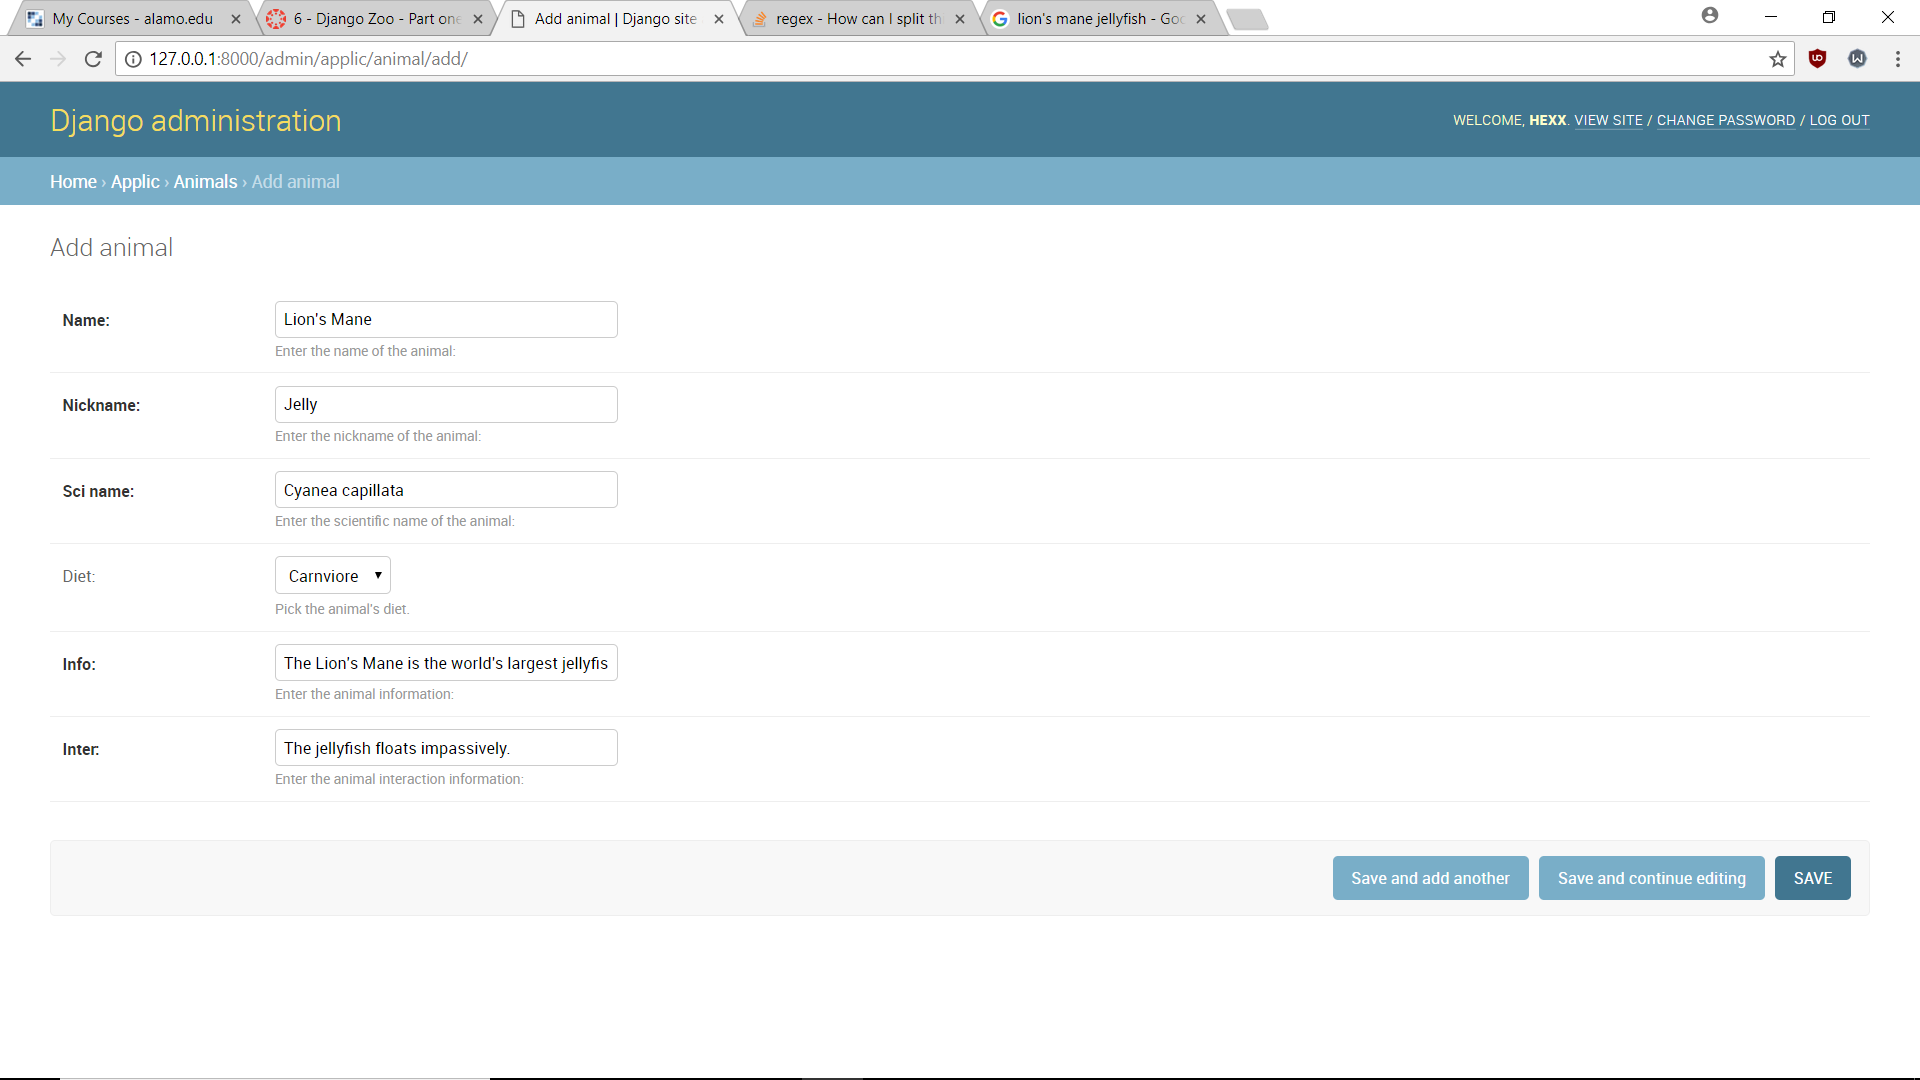 My Courses - alamo.edu
6 - Django Zoo - Part one
Add animal | Django site
regex - How can I split th
lion's mane jellyfish - Goo
127.0.0.1:8000/admin/applic/animal/add/
Django administration
WELCOME, HEXX. VIEW SITE / CHANGE PASSWORD / LOG OUT
Home › Applic › Animals › Add animal
Add animal
Name:
Lion's Mane
Enter the name of the animal:
Nickname:
Jelly
Enter the nickname of the animal:
Sci name:
Cyanea capillata
Enter the scientific name of the animal:
Diet:
Carnviore
Pick the animal's diet.
Info:
The Lion's Mane is the world's largest jellyfis
Enter the animal information:
Inter:
The jellyfish floats impassively.
Enter the animal interaction information:
Save and add another
Save and continue editing
SAVE